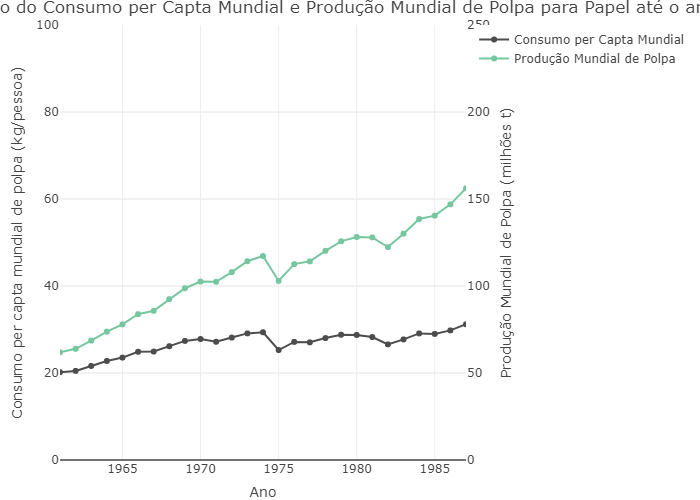 o do Consumo per Capta Mundial e Produção Mundial de Polpa para Papel até o a
100
250
Consumo per Capta Mundial
Produção Mundial de Polpa
80
200
60
150
40
100
20
50
0
0
Consumo per capta mundial de polpa (kg/pessoa)
Produção Mundial de Polpa (milhões t)
1965
1970
1975
1980
1985
Ano